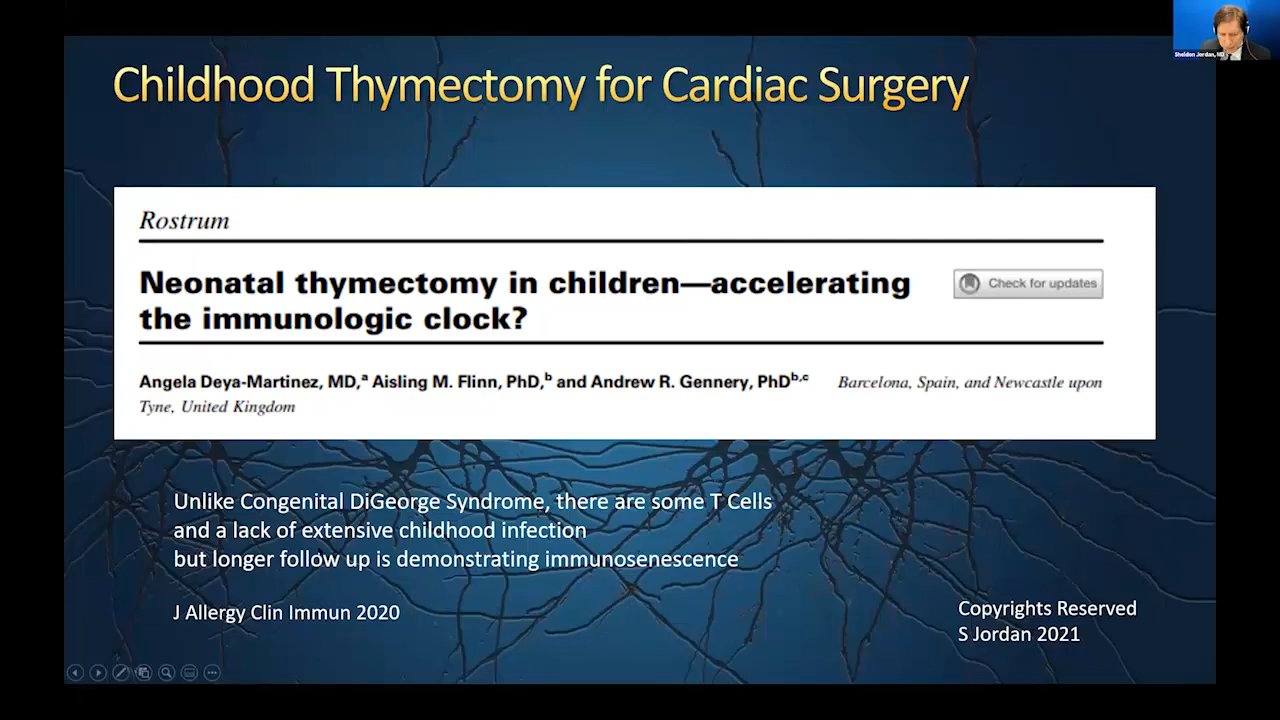 Sheldon Jordan, MD
Childhood Thymectomy for Cardiac Surgery
Rostrum
Neonatal thymectomy in children—accelerating
the immunologic clock?
Check for updates
Angela Deya-Martinez, MD,ᵃ Aisling M. Flinn, PhD,ᵇ and Andrew R. Gennery, PhDᵇ,ᶜ Barcelona, Spain, and Newcastle upon
Tyne, United Kingdom
Unlike Congenital DiGeorge Syndrome, there are some T Cells
and a lack of extensive childhood infection
but longer follow up is demonstrating immunosenescence
J Allergy Clin Immun 2020
Copyrights Reserved
S Jordan 2021